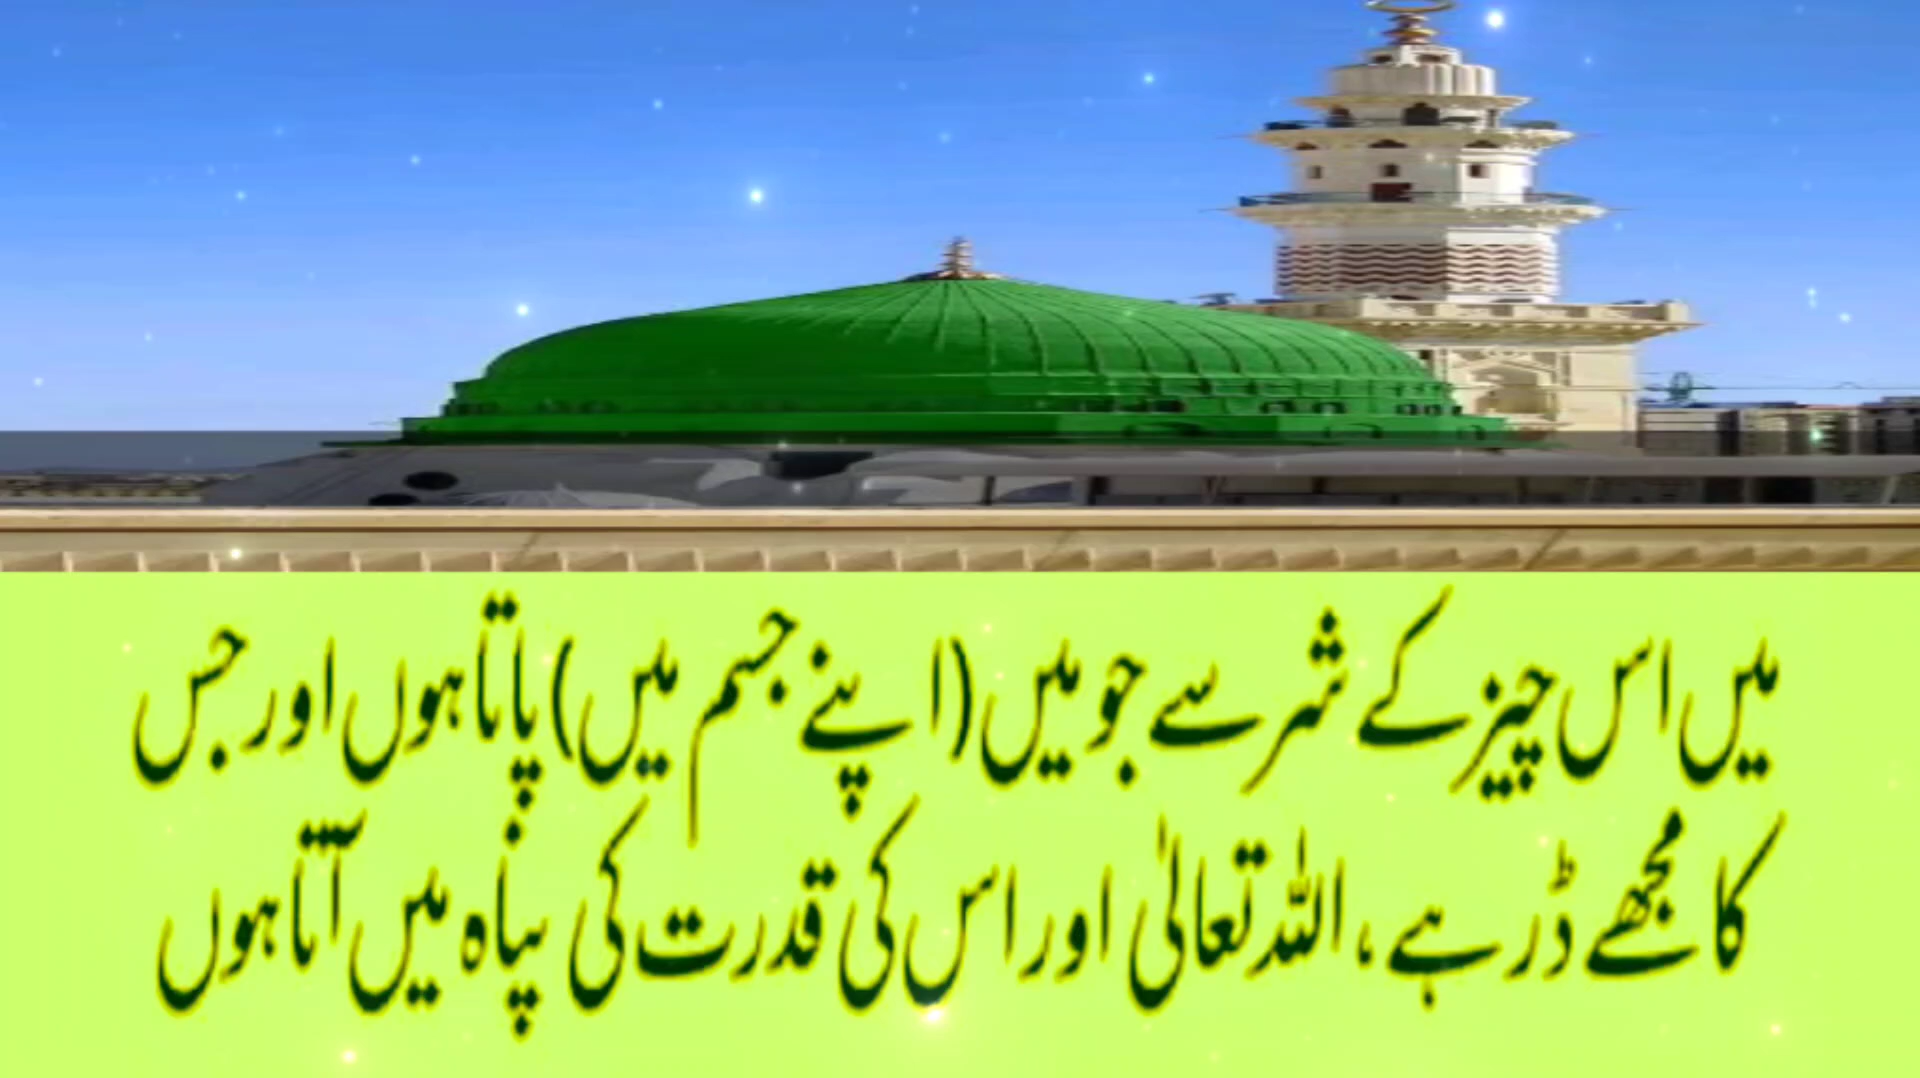 میں اس چیز کے شر سے جو میں (اپنے جسم میں) پاتا ہوں اور جس
کا مجھے ڈر ہے، اللہ تعالیٰ اور اس کی قدرت کی پناہ میں آتا ہوں